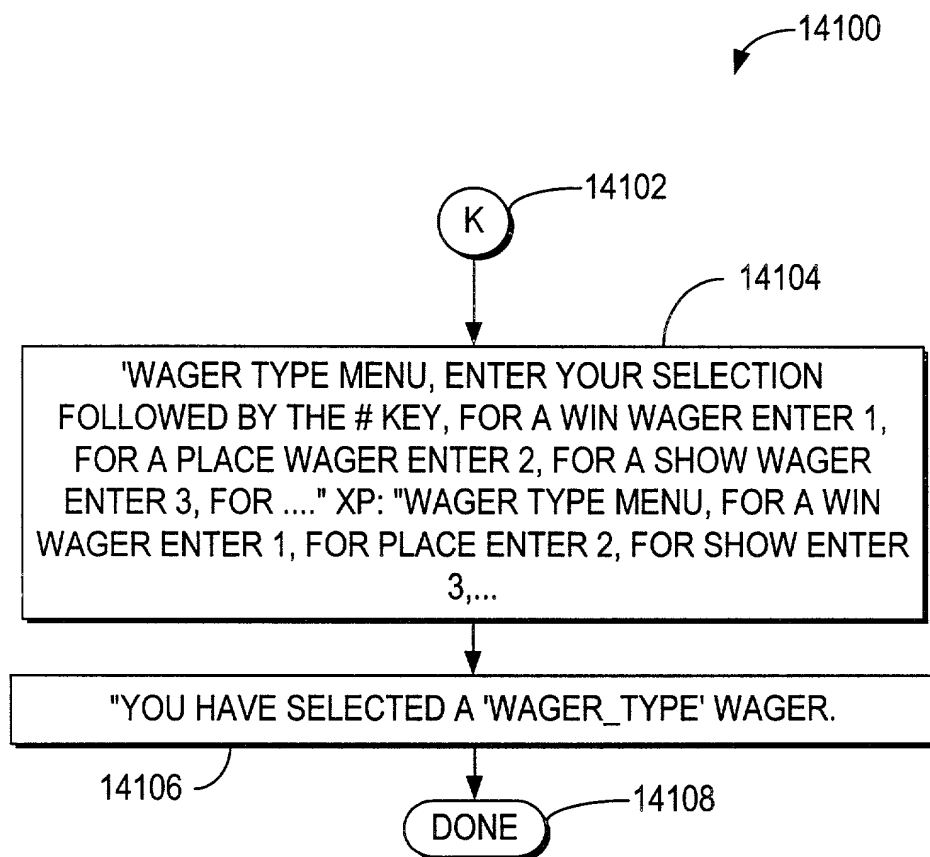 14100
14102
K
14104
'WAGER TYPE MENU, ENTER YOUR SELECTION
FOLLOWED BY THE # KEY, FOR A WIN WAGER ENTER 1,
FOR A PLACE WAGER ENTER 2, FOR A SHOW WAGER
ENTER 3, FOR ...." XP: "WAGER TYPE MENU, FOR A WIN
WAGER ENTER 1, FOR PLACE ENTER 2, FOR SHOW ENTER
3,...
"YOU HAVE SELECTED A 'WAGER_TYPE' WAGER.
14106
14108
DONE